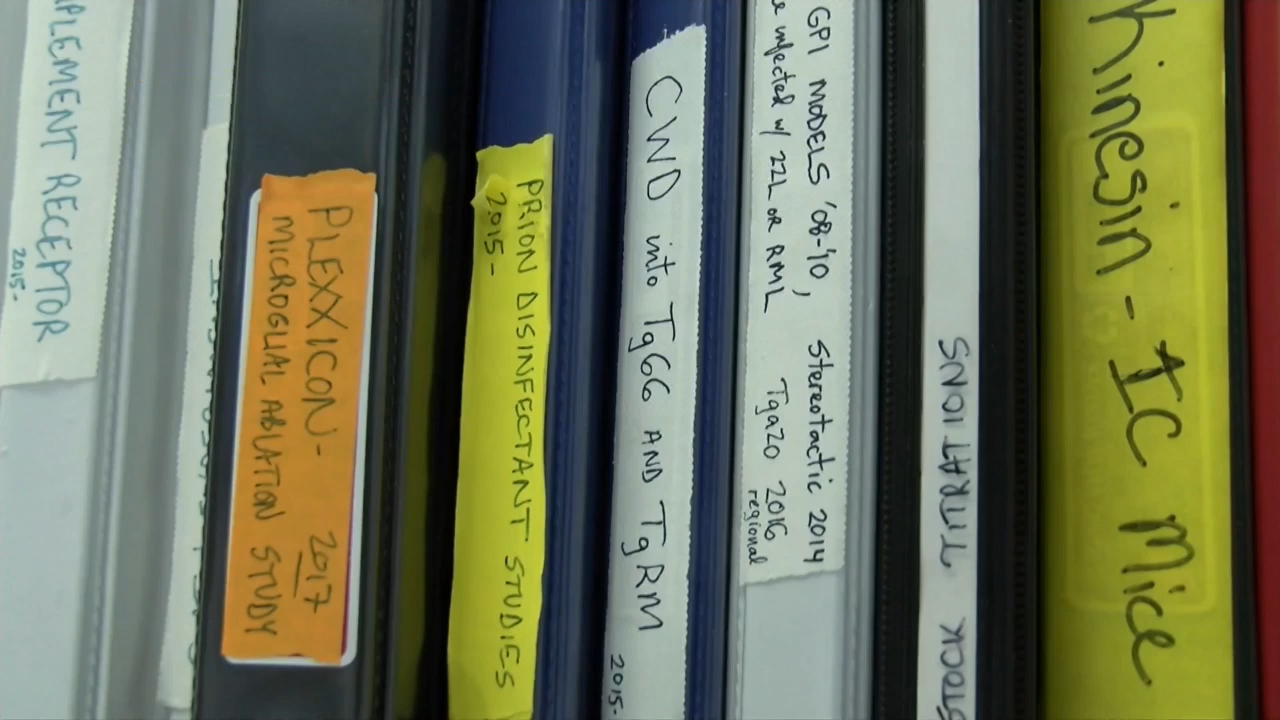 PLEMENT RECEPTOR
2015-
PLEXXICON- 2017
MICROGLIAL ABLATION STUDY
PRION DISINFECTANT STUDIES
2015-
CWD into Tg66 AND TgRM
2015-
GPI MODELS '08-'10, Stereotactic 2014
infected w/ 22L OR RML Tga20 2016
regional
STOCK TITRATIONS
Kinesin-IC Mice